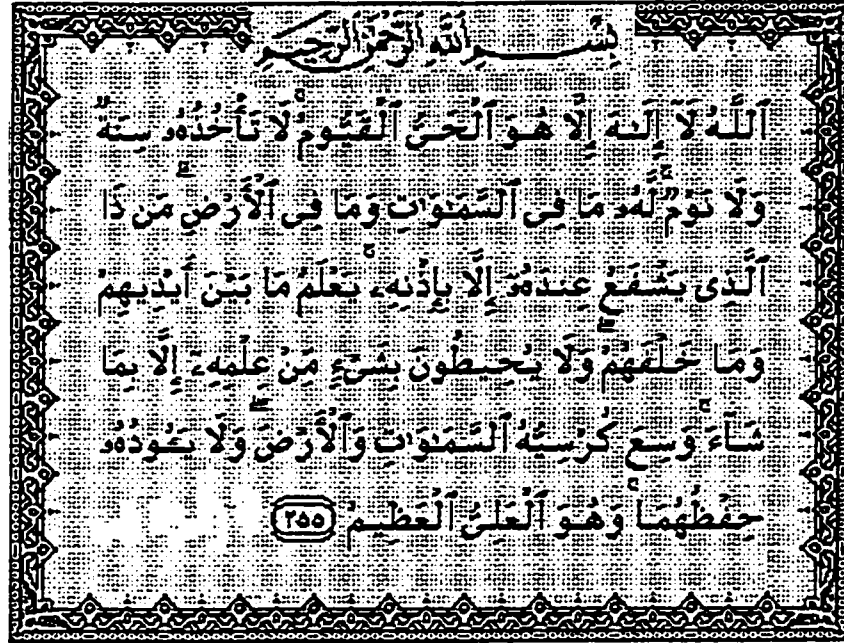 بِسْمِ ٱللَّهِ ٱلرَّحْمَٰنِ ٱلرَّحِيمِ
ٱللَّهُ لَآ إِلَٰهَ إِلَّا هُوَ ٱلْحَىُّ ٱلْقَيُّومُ ۚ لَا تَأْخُذُهُۥ سِنَةٌ
وَلَا نَوْمٌ ۚ لَّهُۥ مَا فِى ٱلسَّمَٰوَٰتِ وَمَا فِى ٱلْأَرْضِ ۗ مَن ذَا
ٱلَّذِى يَشْفَعُ عِندَهُۥٓ إِلَّا بِإِذْنِهِۦ ۚ يَعْلَمُ مَا بَيْنَ أَيْدِيهِمْ
وَمَا خَلْفَهُمْ ۖ وَلَا يُحِيطُونَ بِشَىْءٍ مِّنْ عِلْمِهِۦٓ إِلَّا بِمَا
شَآءَ ۚ وَسِعَ كُرْسِيُّهُ ٱلسَّمَٰوَٰتِ وَٱلْأَرْضَ ۖ وَلَا يَـُٔودُهُۥ
حِفْظُهُمَا ۚ وَهُوَ ٱلْعَلِىُّ ٱلْعَظِيمُ ٢٥٥